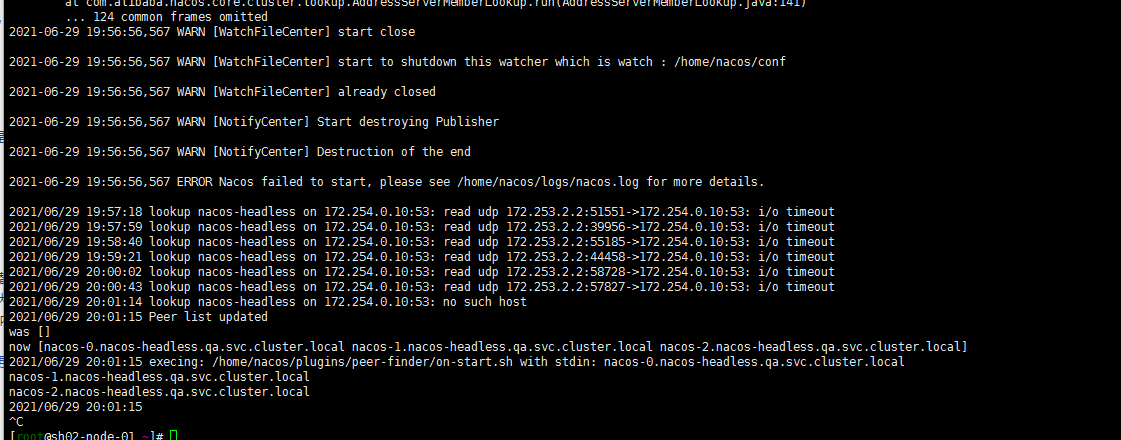 at com.alibaba.nacos.core.cluster.lookup.AddressServerMemberLookup.run(AddressServerMemberLookup.java:141)
... 124 common frames omitted
2021-06-29 19:56:56,567 WARN [WatchFileCenter] start close
2021-06-29 19:56:56,567 WARN [WatchFileCenter] start to shutdown this watcher which is watch : /home/nacos/conf
2021-06-29 19:56:56,567 WARN [WatchFileCenter] already closed
2021-06-29 19:56:56,567 WARN [NotifyCenter] Start destroying Publisher
2021-06-29 19:56:56,567 WARN [NotifyCenter] Destruction of the end
2021-06-29 19:56:56,567 ERROR Nacos failed to start, please see /home/nacos/logs/nacos.log for more details.
2021/06/29 19:57:18 lookup nacos-headless on 172.254.0.10:53: read udp 172.253.2.2:51551->172.254.0.10:53: i/o timeout
2021/06/29 19:57:59 lookup nacos-headless on 172.254.0.10:53: read udp 172.253.2.2:39956->172.254.0.10:53: i/o timeout
2021/06/29 19:58:40 lookup nacos-headless on 172.254.0.10:53: read udp 172.253.2.2:55185->172.254.0.10:53: i/o timeout
2021/06/29 19:59:21 lookup nacos-headless on 172.254.0.10:53: read udp 172.253.2.2:44458->172.254.0.10:53: i/o timeout
2021/06/29 20:00:02 lookup nacos-headless on 172.254.0.10:53: read udp 172.253.2.2:58728->172.254.0.10:53: i/o timeout
2021/06/29 20:00:43 lookup nacos-headless on 172.254.0.10:53: read udp 172.253.2.2:57827->172.254.0.10:53: i/o timeout
2021/06/29 20:01:14 lookup nacos-headless on 172.254.0.10:53: no such host
2021/06/29 20:01:15 Peer list updated
was []
now [nacos-0.nacos-headless.qa.svc.cluster.local nacos-1.nacos-headless.qa.svc.cluster.local nacos-2.nacos-headless.qa.svc.cluster.local]
2021/06/29 20:01:15 execing: /home/nacos/plugins/peer-finder/on-start.sh with stdin: nacos-0.nacos-headless.qa.svc.cluster.local
nacos-1.nacos-headless.qa.svc.cluster.local
nacos-2.nacos-headless.qa.svc.cluster.local
2021/06/29 20:01:15
^C
[root@sh02-node-01 ~]#